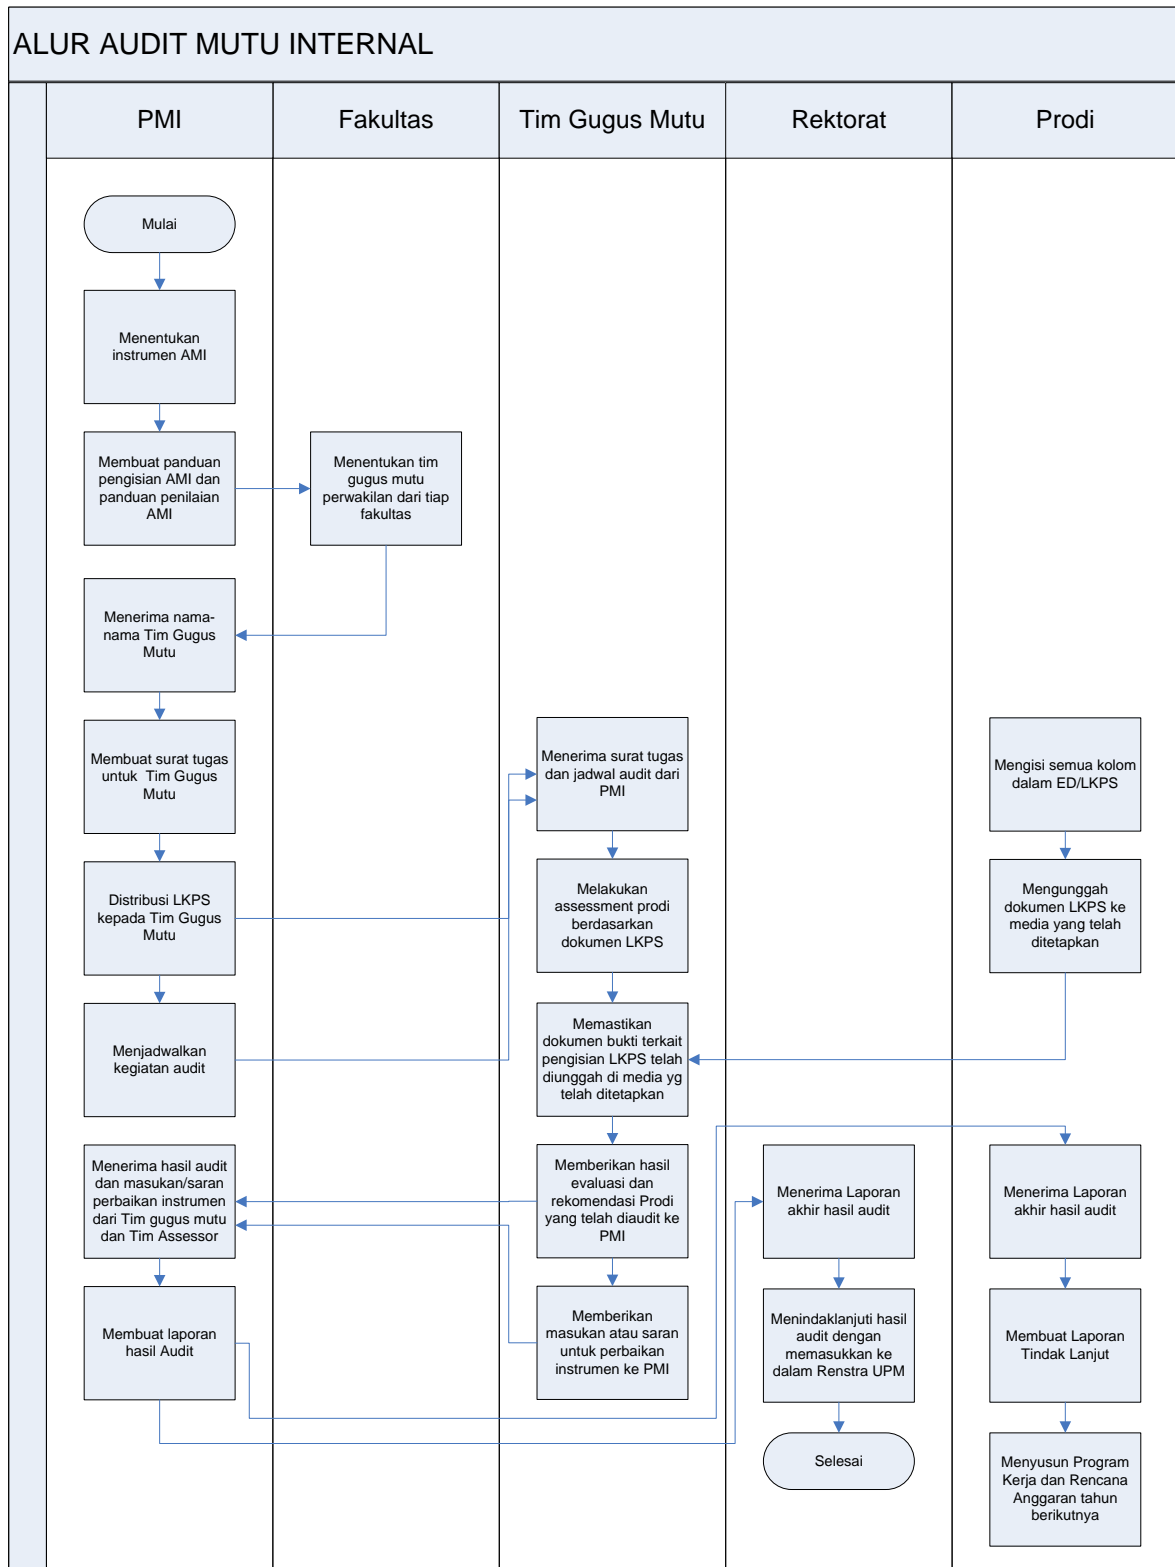 ALUR AUDIT MUTU INTERNAL
PMI
Fakultas
Tim Gugus Mutu
Rektorat
Prodi
Mulai
Menentukan
instrumen AMI
Membuat panduan
pengisian AMI dan
panduan penilaian
AMI
Menentukan tim
gugus mutu
perwakilan dari tiap
fakultas
Menerima nama-
nama Tim Gugus
Mutu
Membuat surat tugas
untuk Tim Gugus
Mutu
Menerima surat tugas
dan jadwal audit dari
PMI
Mengisi semua kolom
dalam ED/LKPS
Distribusi LKPS
kepada Tim Gugus
Mutu
Melakukan
assessment prodi
berdasarkan
dokumen LKPS
Mengunggah
dokumen LKPS ke
media yang telah
ditetapkan
Menjadwalkan
kegiatan audit
Memastikan
dokumen bukti terkait
pengisian LKPS telah
diunggah di media yg
telah ditetapkan
Menerima hasil audit
dan masukan/saran
perbaikan instrumen
dari Tim gugus mutu
dan Tim Assessor
Memberikan hasil
evaluasi dan
rekomendasi Prodi
yang telah diaudit ke
PMI
Menerima Laporan
akhir hasil audit
Menerima Laporan
akhir hasil audit
Membuat laporan
hasil Audit
Memberikan
masukan atau saran
untuk perbaikan
instrumen ke PMI
Menindaklanjuti hasil
audit dengan
memasukkan ke
dalam Renstra UPM
Membuat Laporan
Tindak Lanjut
Selesai
Menyusun Program
Kerja dan Rencana
Anggaran tahun
berikutnya